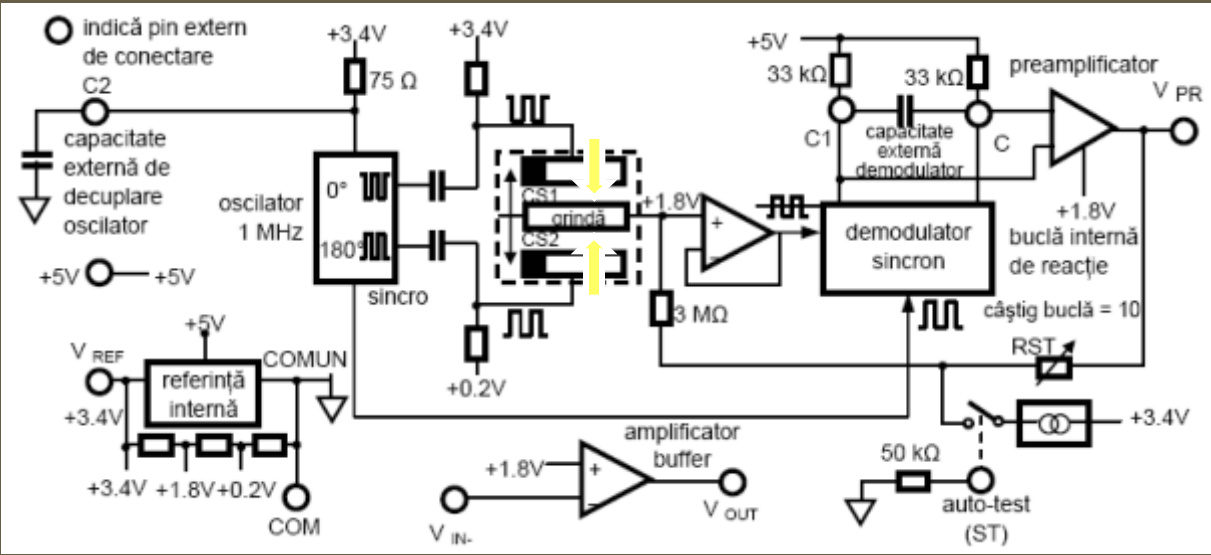 indică pin extern
de conectare
C2
capacitate
externă de
decuplare
oscilator
+5V
+5V
+3.4V
75 Ω
+3.4V
oscilator
1 MHz
0°
180°
sincro
CS1
grindă
CS2
+0.2V
+1.8V
+
−
3 MΩ
+5V
33 kΩ
33 kΩ
C1
capacitate
externă
demodulator
C
demodulator
sincron
preamplificator
V PR
+1.8V
buclă internă
de reacție
câștig buclă = 10
RST
+3.4V
50 kΩ
auto-test
(ST)
V REF
+3.4V
+5V
referință
internă
COMUN
+3.4V
+1.8V
+0.2V
COM
amplificator
buffer
+1.8V
+
−
V IN-
V OUT